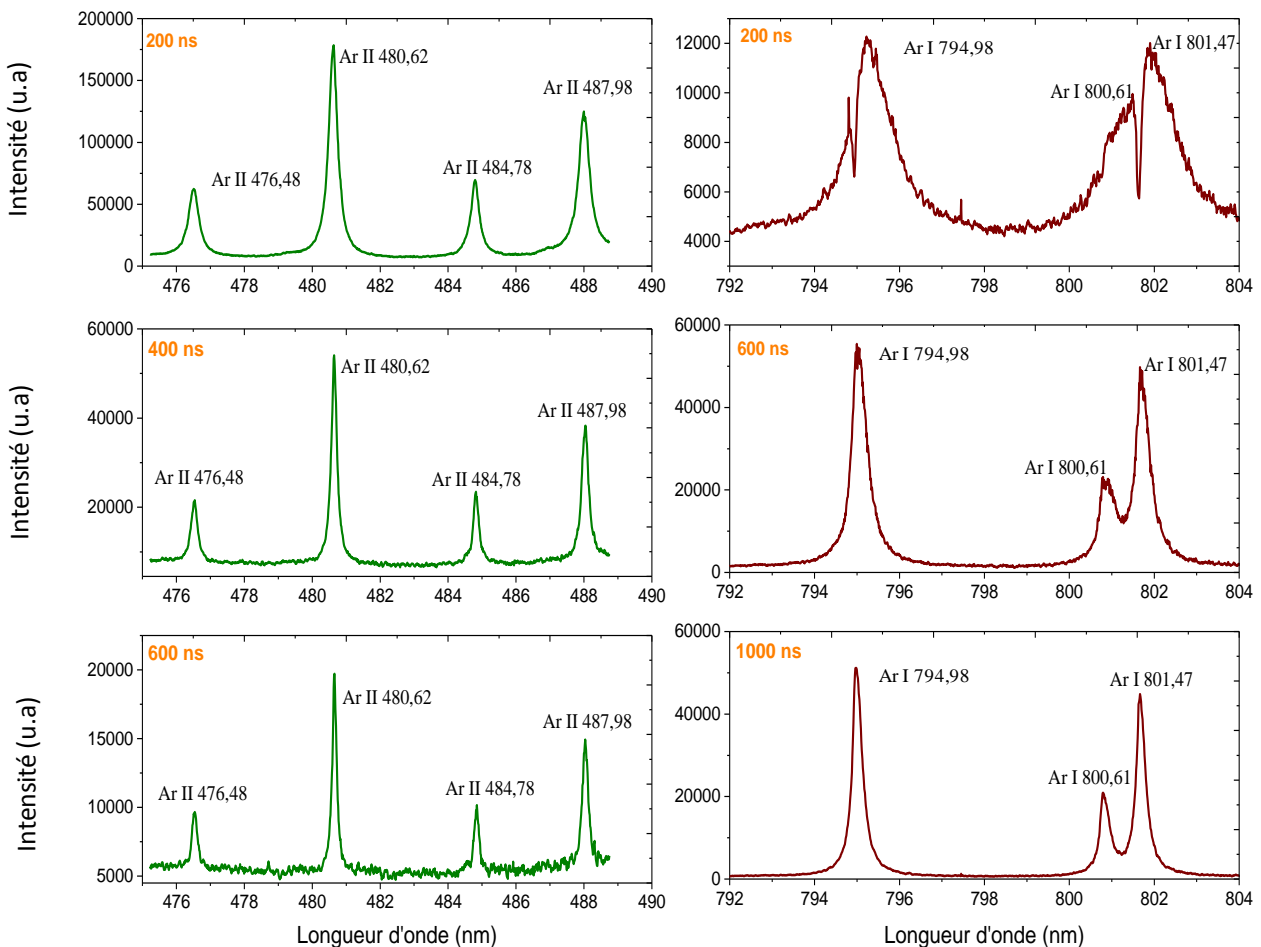 200 ns
Intensité (u.a)
200000
150000
100000
50000
0
Ar II 476,48
Ar II 480,62
Ar II 484,78
Ar II 487,98
476 478 480 482 484 486 488 490
200 ns
12000
10000
8000
6000
4000
Ar I 794,98
Ar I 800,61
Ar I 801,47
792 794 796 798 800 802 804
400 ns
Intensité (u.a)
60000
40000
20000
Ar II 476,48
Ar II 480,62
Ar II 484,78
Ar II 487,98
476 478 480 482 484 486 488 490
600 ns
60000
40000
20000
0
Ar I 794,98
Ar I 800,61
Ar I 801,47
792 794 796 798 800 802 804
600 ns
Intensité (u.a)
20000
15000
10000
5000
Ar II 476,48
Ar II 480,62
Ar II 484,78
Ar II 487,98
476 478 480 482 484 486 488 490
Longueur d'onde (nm)
1000 ns
60000
40000
20000
0
Ar I 794,98
Ar I 800,61
Ar I 801,47
792 794 796 798 800 802 804
Longueur d'onde (nm)